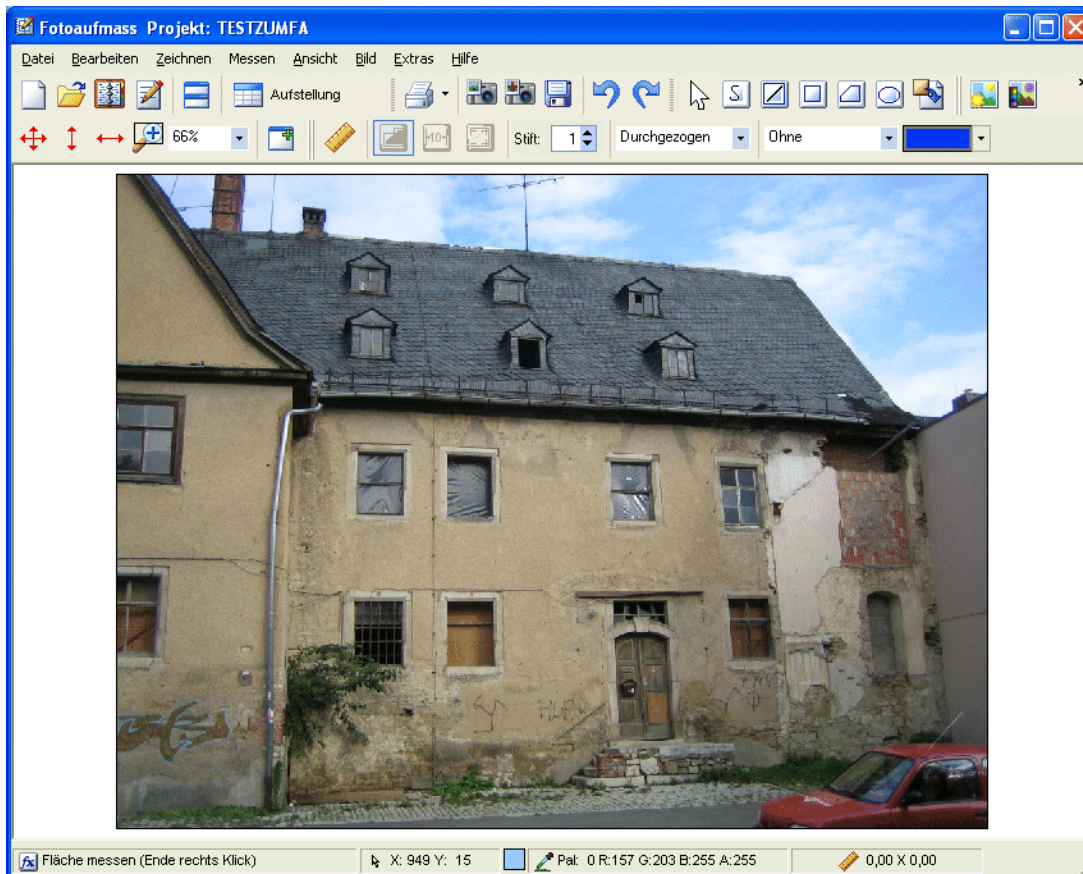 Fotoaufmass Projekt: TESTZUMFA
Datei Bearbeiten Zeichnen Messen Ansicht Bild Extras Hilfe
Aufstellung
66% Stift: 1 Durchgezogen Ohne
Fläche messen (Ende rechts Klick) X: 949 Y: 15 Pal: 0 R:157 G:203 B:255 A:255 0,00 X 0,00